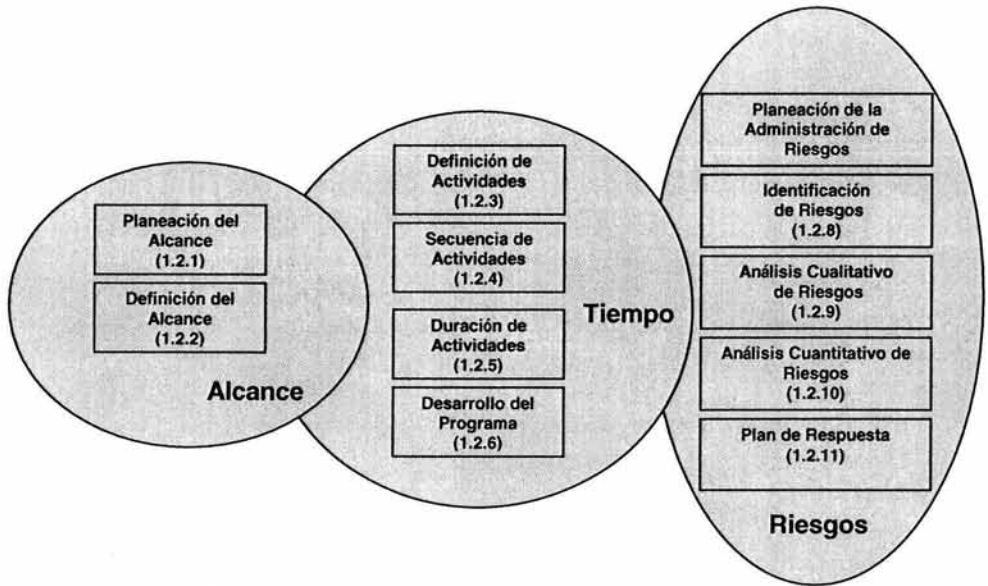 Planeación del
Alcance
(1.2.1)
Definición del
Alcance
(1.2.2)
Alcance
Definición de
Actividades
(1.2.3)
Secuencia de
Actividades
(1.2.4)
Duración de
Actividades
(1.2.5)
Desarrollo del
Programa
(1.2.6)
Tiempo
Planeación de la
Administración de
Riesgos
Identificación
de Riesgos
(1.2.8)
Análisis Cualitativo
de Riesgos
(1.2.9)
Análisis Cuantitativo de
Riesgos
(1.2.10)
Plan de Respuesta
(1.2.11)
Riesgos